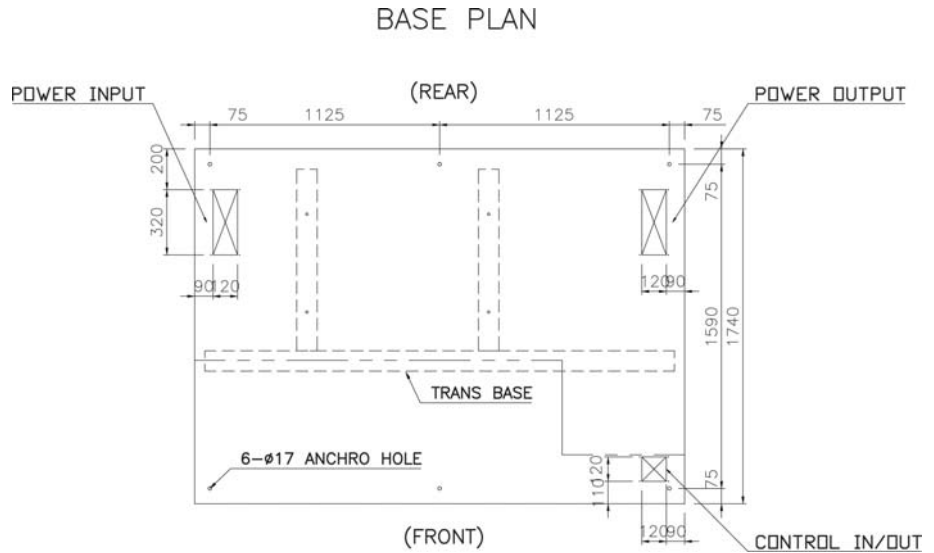 BASE PLAN
(REAR)
POWER INPUT
POWER OUTPUT
75
1125
1125
75
200
75
320
90
120
120
90
1590
1740
TRANS BASE
6-ø17 ANCHRO HOLE
120
110
75
120
90
(FRONT)
CONTROL IN/OUT